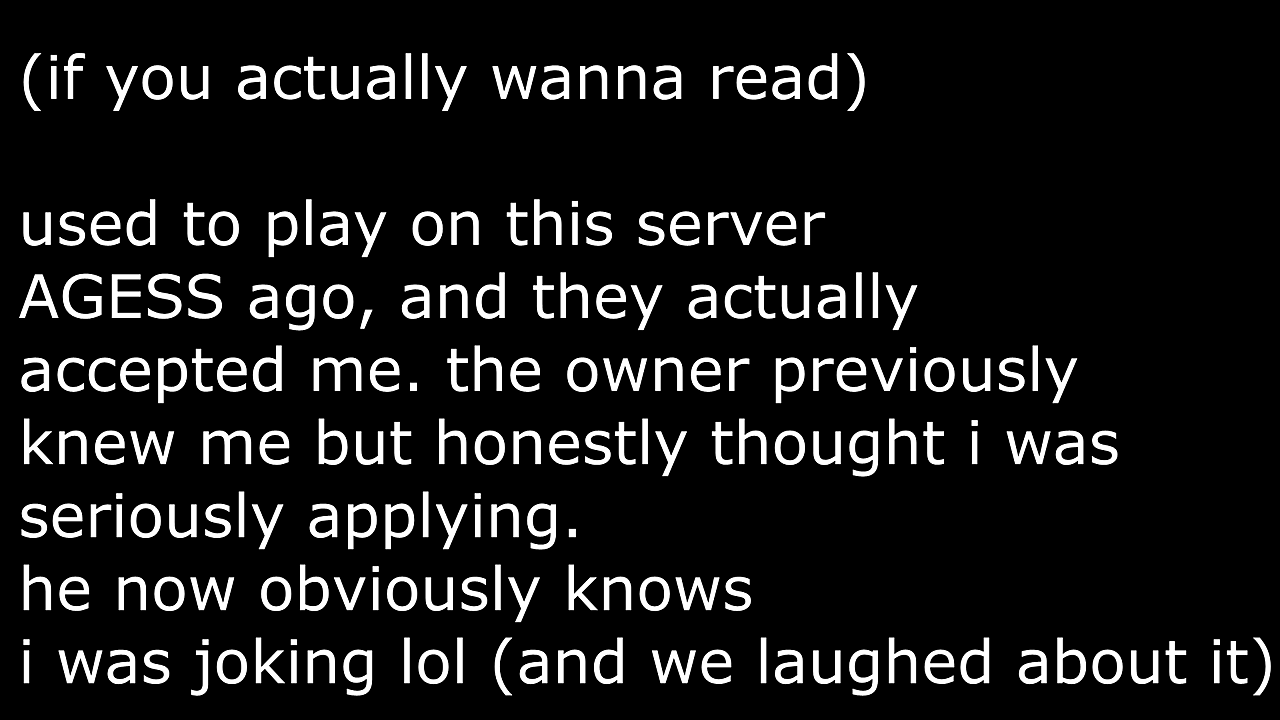 (if you actually wanna read)
used to play on this server
AGESS ago, and they actually
accepted me. the owner previously
knew me but honestly thought i was
seriously applying.
he now obviously knows
i was joking lol (and we laughed about it)